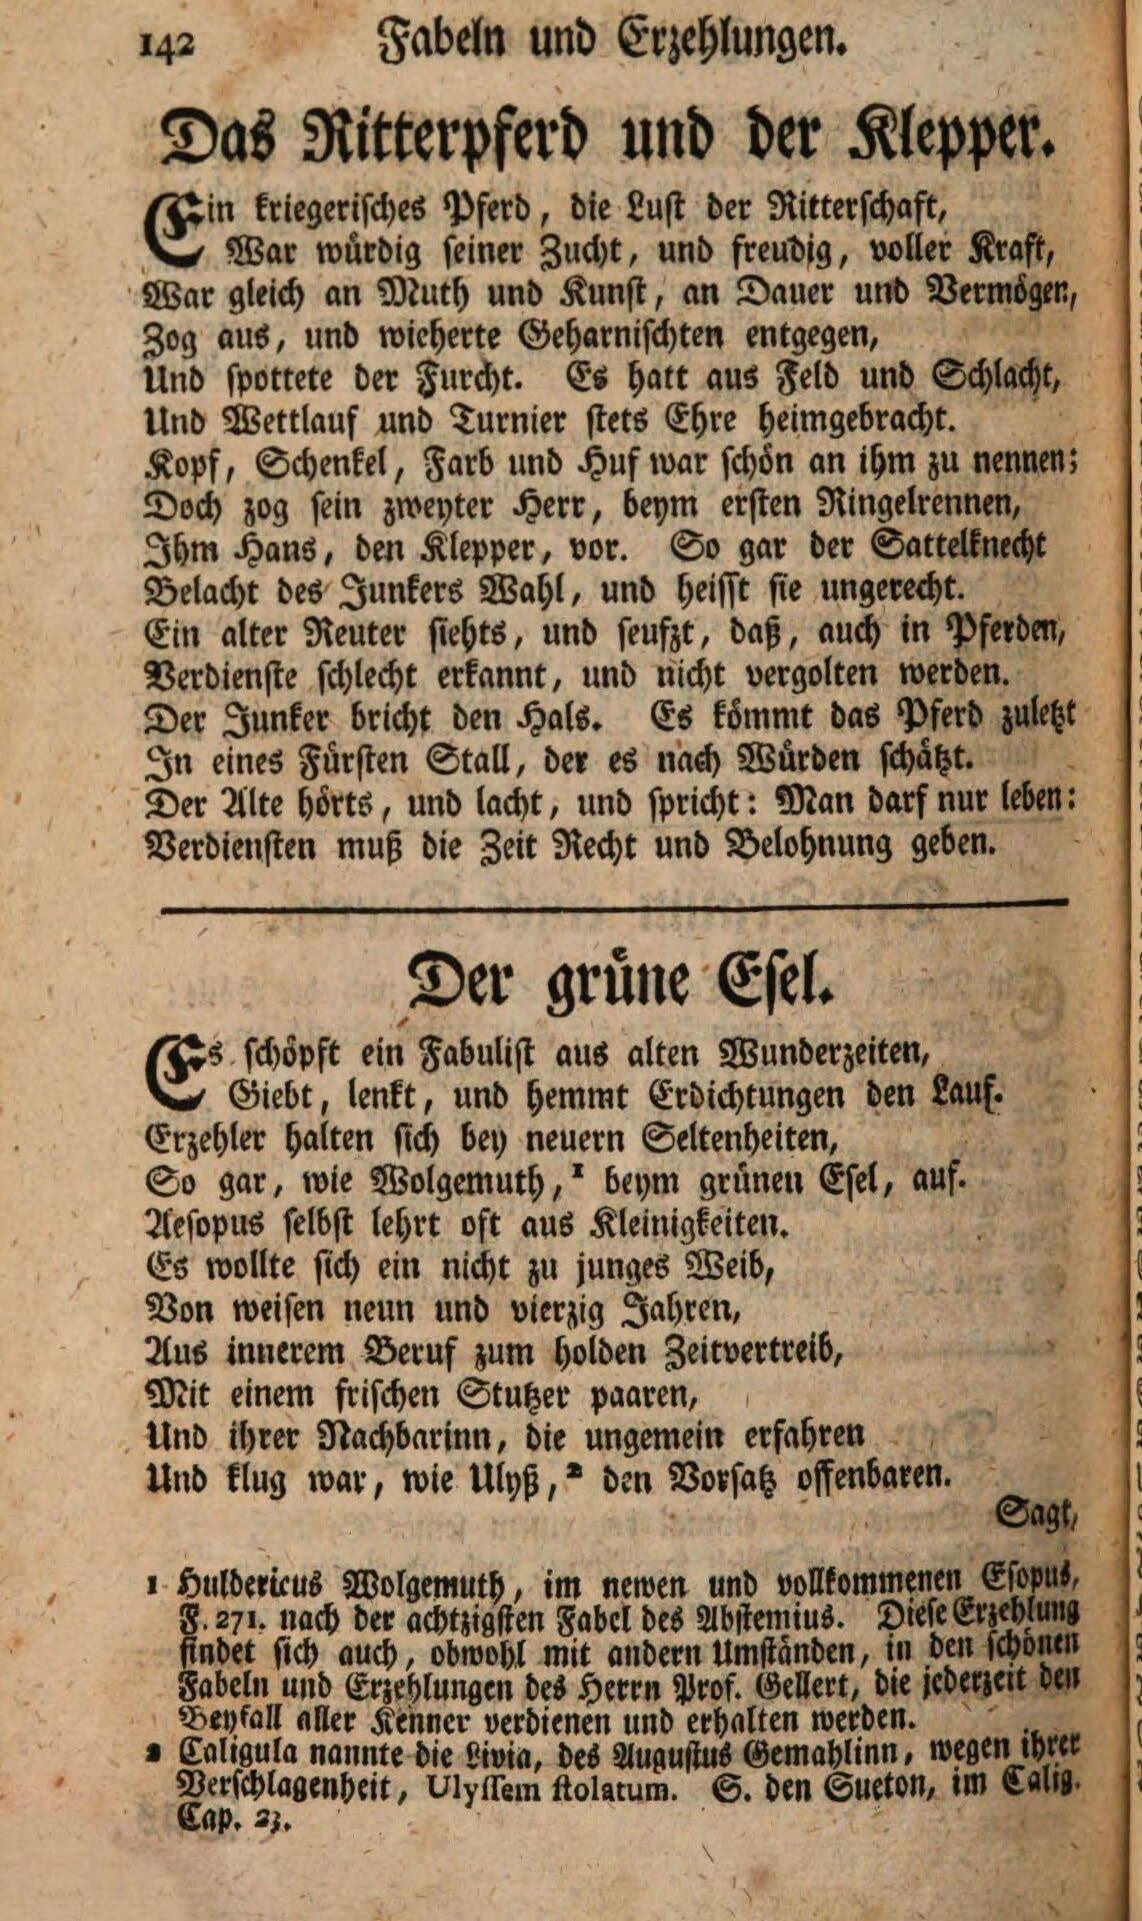 142 Fabeln und Erzehlungen.
Das Ritterpferd und der Klepper.
Ein kriegerisches Pferd, die Lust der Ritterschaft,
War würdig seiner Zucht, und freudig, voller Kraft,
War gleich an Muth und Kunst, an Dauer und Vermögen,
Zog aus, und wieherte Geharnischten entgegen,
Und spottete der Furcht. Es hatt aus Feld und Schlacht,
Und Wettlauf und Turnier stets Ehre heimgebracht.
Kopf, Schenkel, Farb und Huf war schön an ihm zu nennen;
Doch zog sein zweyter Herr, beym ersten Ringelrennen,
Ihm Hans, den Klepper, vor. So gar der Sattelknecht
Belacht des Junkers Wahl, und heisst sie ungerecht.
Ein alter Reuter siehts, und seufzt, daß, auch in Pferden,
Verdienste schlecht erkannt, und nicht vergolten werden.
Der Junker bricht den Hals. Es kömmt das Pferd zuletzt
In eines Fürsten Stall, der es nach Würden schätzt.
Der Alte hörts, und lacht, und spricht: Man darf nur leben:
Verdiensten muß die Zeit Recht und Belohnung geben.
Der grüne Esel.
Es schöpft ein Fabulist aus alten Wunderzeiten,
Giebt, lenkt, und hemmt Erdichtungen den Lauf.
Erzehler halten sich bey neuern Seltenheiten,
So gar, wie Wolgemuth, ¹ beym grünen Esel, auf.
Aesopus selbst lehrt oft aus Kleinigkeiten.
Es wollte sich ein nicht zu junges Weib,
Von weisen neun und vierzig Jahren,
Aus innerem Beruf zum holden Zeitvertreib,
Mit einem frischen Stutzer paaren,
Und ihrer Nachbarinn, die ungemein erfahren
Und klug war, wie Ulyß, ² den Vorsatz offenbaren.
Sagt,
1 Huldericus Wolgemuth, im newen und vollkommenen Esopus,
F. 271. nach der achtzigsten Fabel des Abstemius. Diese Erzehlung
findet sich auch, obwohl mit andern Umständen, in den schönen
Fabeln und Erzehlungen des Herrn Prof. Gellert, die jederzeit den
Beyfall aller Kenner verdienen und erhalten werden.
2 Caligula nannte die Livia, des Augustus Gemahlinn, wegen ihrer
Verschlagenheit, Ulyssem stolatum. S. den Sueton, im Calig.
Cap. 23.